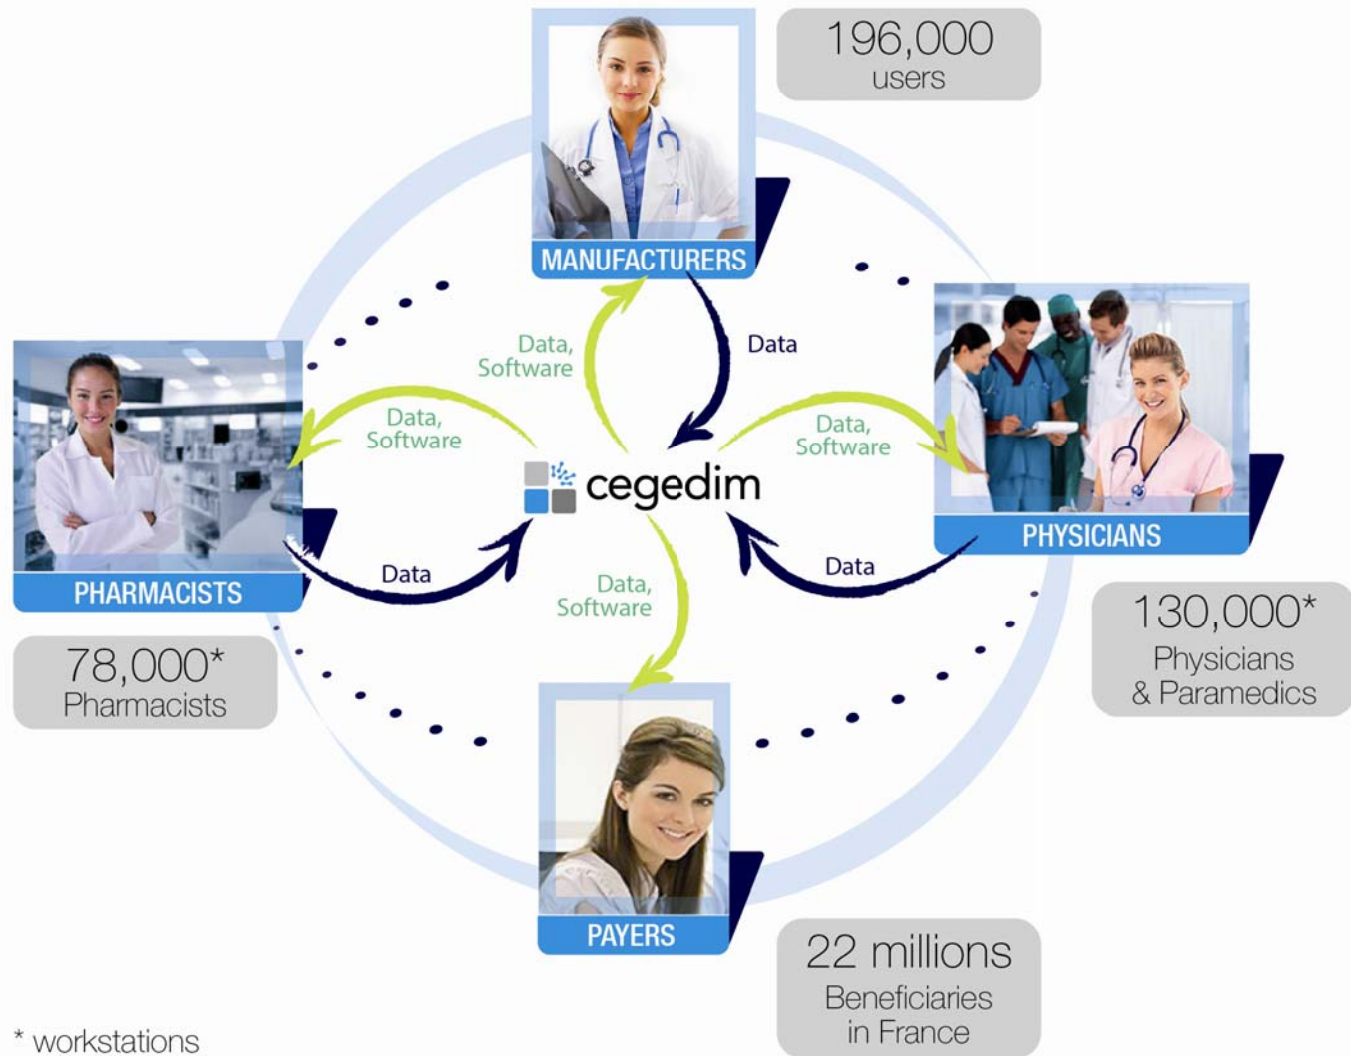 196,000
users
MANUFACTURERS
Data,
Software
Data
Data,
Software
Data,
Software
cegedim
PHARMACISTS
Data
Data,
Software
Data
PHYSICIANS
78,000*
Pharmacists
130,000*
Physicians
& Paramedics
PAYERS
22 millions
Beneficiaries
in France
* workstations